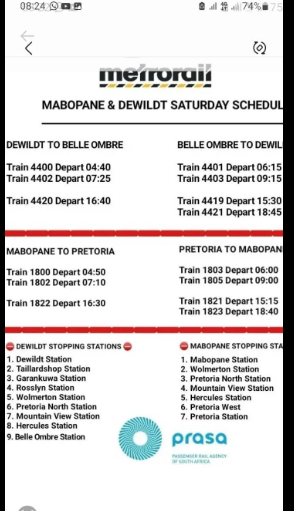 08:24
74%
75
metrorail
MABOPANE & DEWILDT SATURDAY SCHEDUL
DEWILDT TO BELLE OMBRE
Train 4400 Depart 04:40
Train 4402 Depart 07:25
Train 4420 Depart 16:40
BELLE OMBRE TO DEWIL
Train 4401 Depart 06:15
Train 4403 Depart 09:15
Train 4419 Depart 15:30
Train 4421 Depart 18:45
MABOPANE TO PRETORIA
Train 1800 Depart 04:50
Train 1802 Depart 07:10
Train 1822 Depart 16:30
PRETORIA TO MABOPAN
Train 1803 Depart 06:00
Train 1805 Depart 09:00
Train 1821 Depart 15:15
Train 1823 Depart 18:40
DEWILDT STOPPING STATIONS
1. Dewildt Station
2. Taillardshop Station
3. Garankuwa Station
4. Rosslyn Station
5. Wolmerton Station
6. Pretoria North Station
7. Mountain View Station
8. Hercules Station
9. Belle Ombre Station
MABOPANE STOPPING STA
1. Mabopane Station
2. Wolmerton Station
3. Pretoria North Station
4. Mountain View Station
5. Hercules Station
6. Pretoria West
7. Pretoria Station
prasa
PASSENGER RAIL AGENCY
OF SOUTH AFRICA